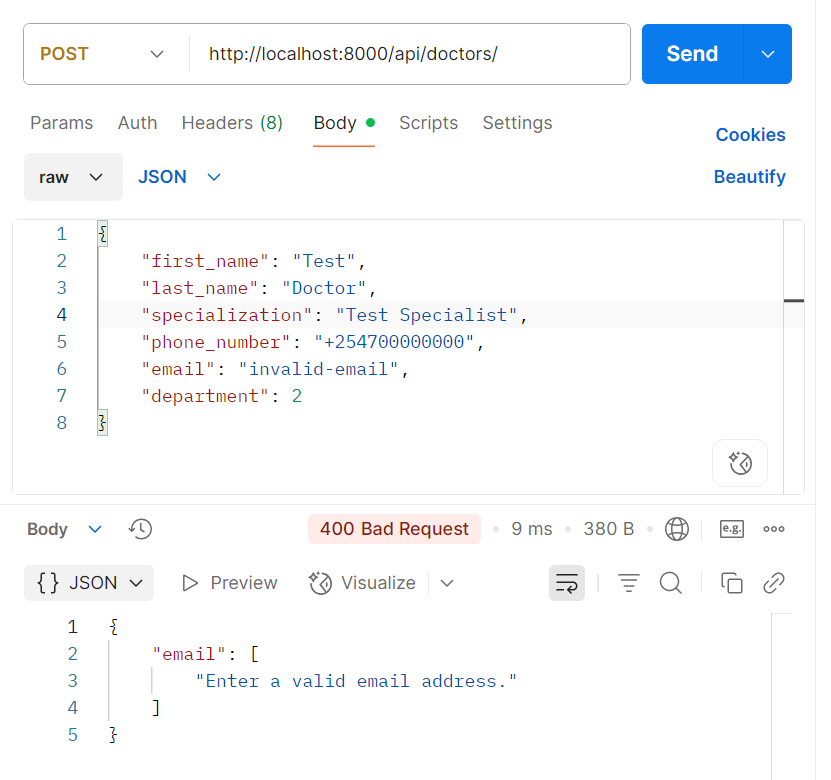 POST http://localhost:8000/api/doctors/ Send
Params Auth Headers (8) Body Scripts Settings Cookies
raw JSON Beautify
1 {
2 "first_name": "Test",
3 "last_name": "Doctor",
4 "specialization": "Test Specialist",
5 "phone_number": "+254700000000",
6 "email": "invalid-email",
7 "department": 2
8 }
Body 400 Bad Request • 9 ms • 380 B • e.g.
{} JSON Preview Visualize
1 {
2 "email": [
3 "Enter a valid email address."
4 ]
5 }